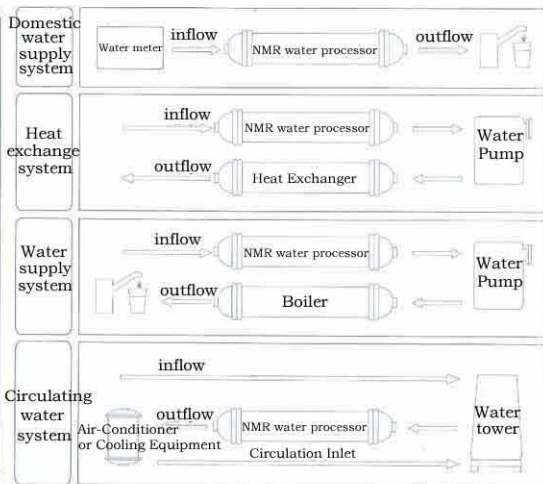 Domestic
water
supply
system
Water meter
inflow
NMR water processor
outflow
Heat
exchange
system
inflow
NMR water processor
Water
Pump
outflow
Heat Exchanger
Water
supply
system
inflow
NMR water processor
Water
Pump
outflow
Boiler
Circulating
water
system
inflow
outflow
Air-Conditioner
or Cooling Equipment
NMR water processor
Circulation Inlet
Water
tower